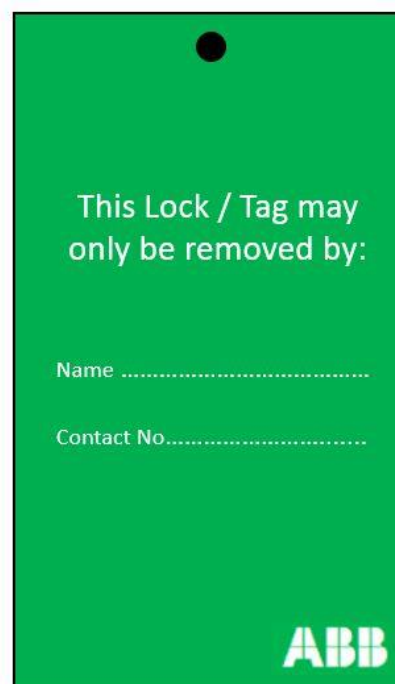 This Lock / Tag may
only be removed by:
Name ………………………………….
Contact No…………………….…….
ABB